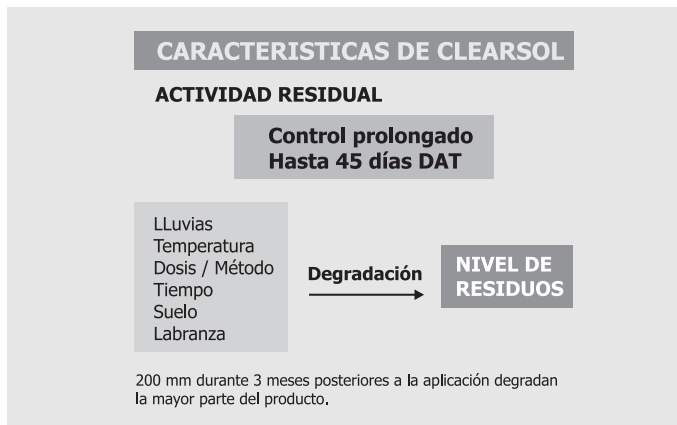 CARACTERISTICAS DE CLEARSOL
ACTIVIDAD RESIDUAL
Control prolongado
Hasta 45 días DAT
LLuvias
Temperatura
Dosis / Método
Tiempo
Suelo
Labranza
Degradación
NIVEL DE
RESIDUOS
200 mm durante 3 meses posteriores a la aplicación degradan
la mayor parte del producto.